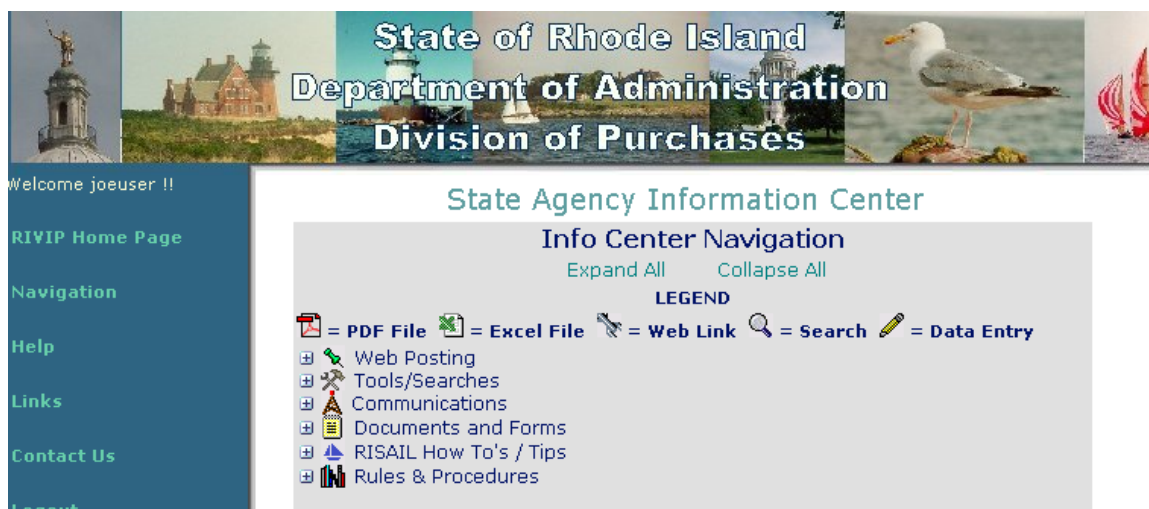 State of Rhode Island
Department of Administration
Division of Purchases
Welcome joeuser !!
RIVIP Home Page
Navigation
Help
Links
Contact Us
Logout
State Agency Information Center
Info Center Navigation
Expand All Collapse All
LEGEND
= PDF File = Excel File = Web Link = Search = Data Entry
Web Posting
Tools/Searches
Communications
Documents and Forms
RISAIL How To's / Tips
Rules & Procedures